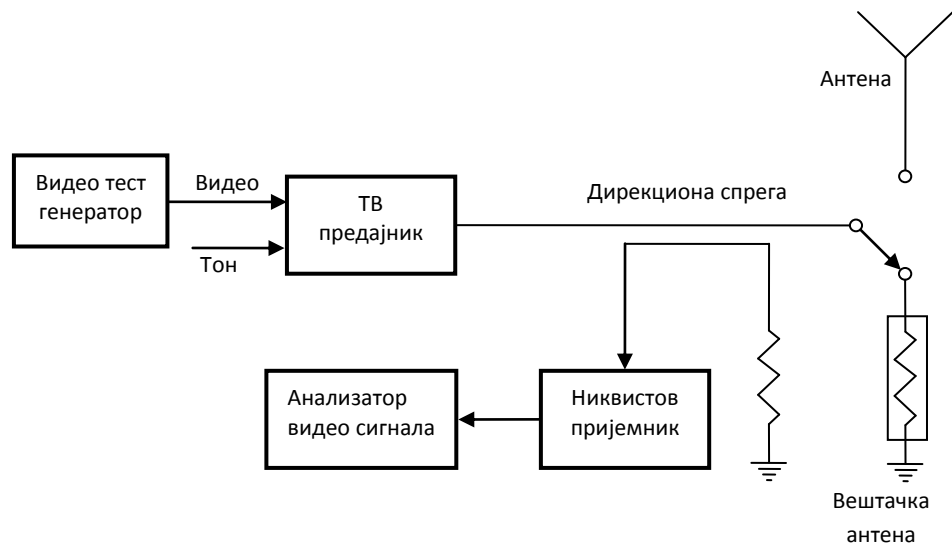 Антена
Видео тест
генератор
Видео
Тон
ТВ
предајник
Дирекциона спрега
Анализатор
видео сигнала
Никвистов
пријемник
Вештачка
антена